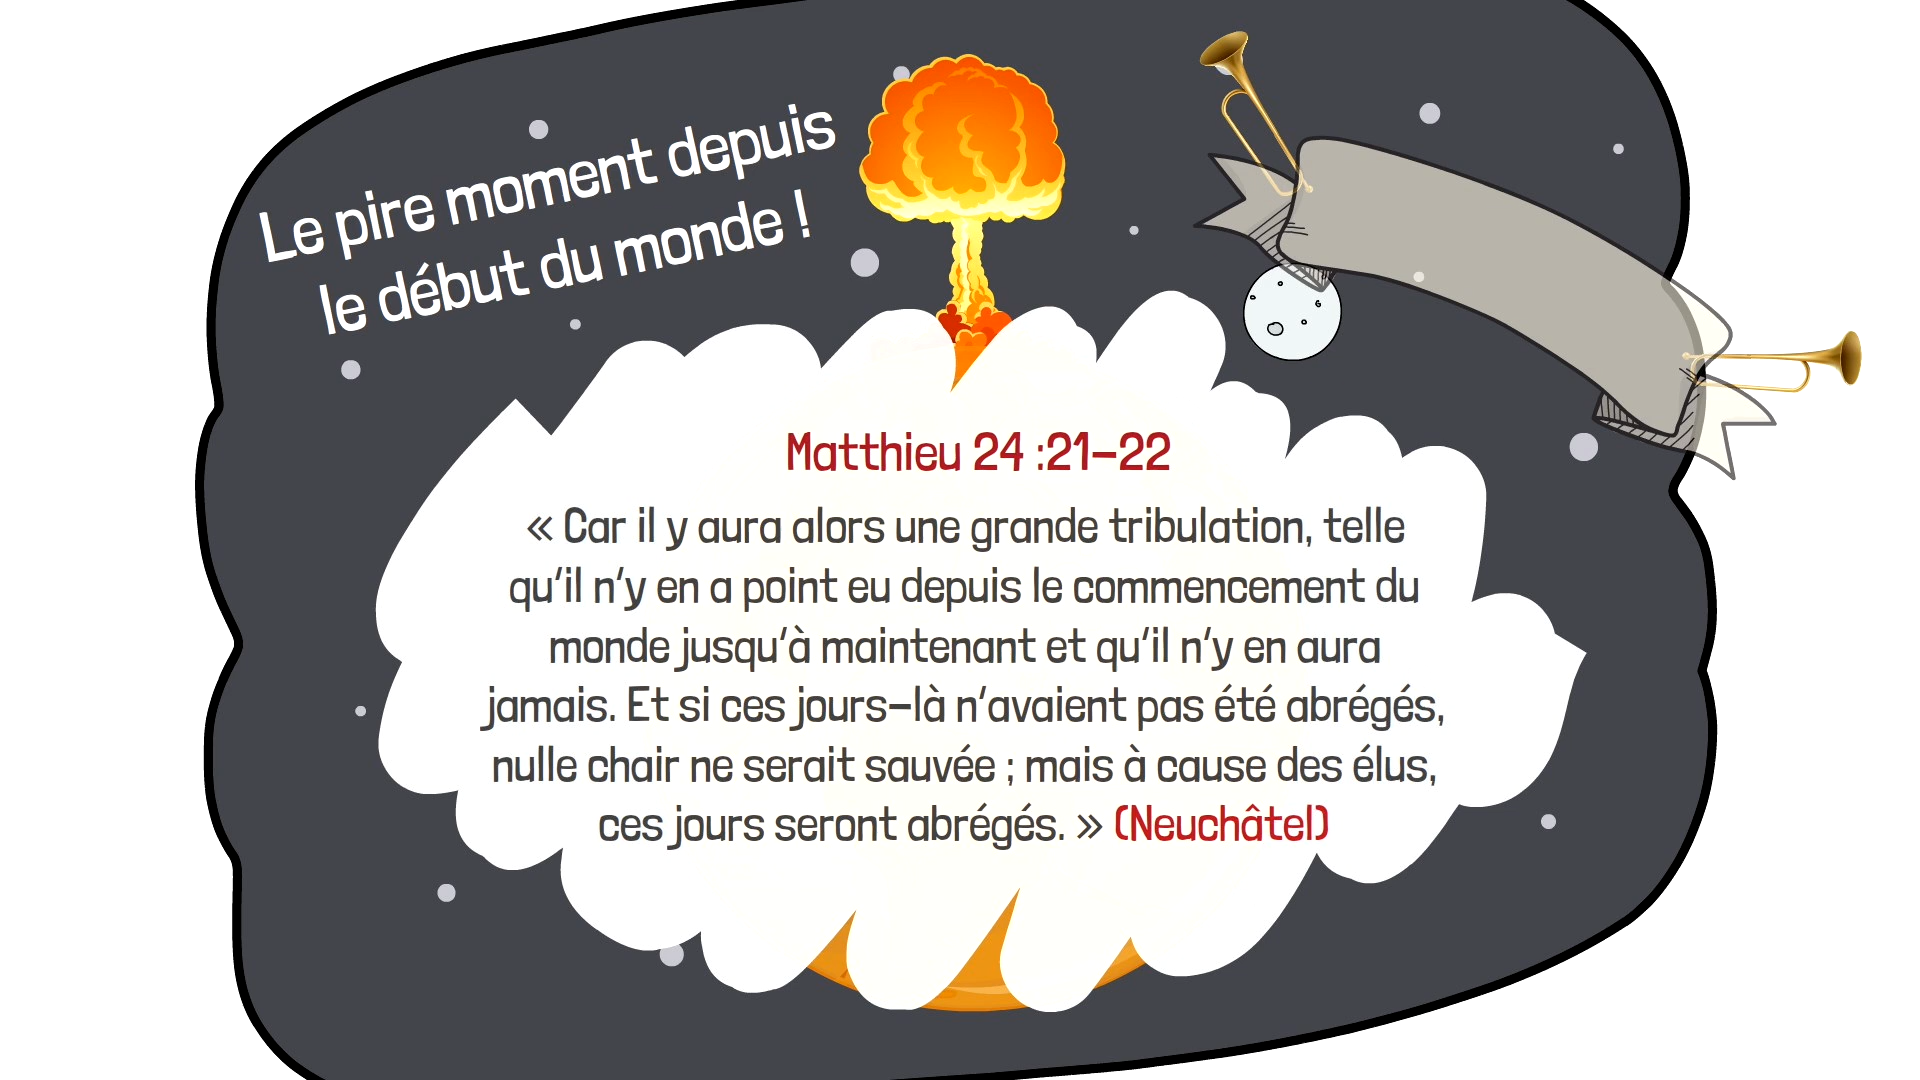 Le pire moment depuis
le début du monde !
Matthieu 24 :21-22
« Car il y aura alors une grande tribulation, telle
qu'il n'y en a point eu depuis le commencement du
monde jusqu'à maintenant et qu'il n'y en aura
jamais. Et si ces jours-là n'avaient pas été abrégés,
nulle chair ne serait sauvée ; mais à cause des élus,
ces jours seront abrégés. » (Neuchâtel)